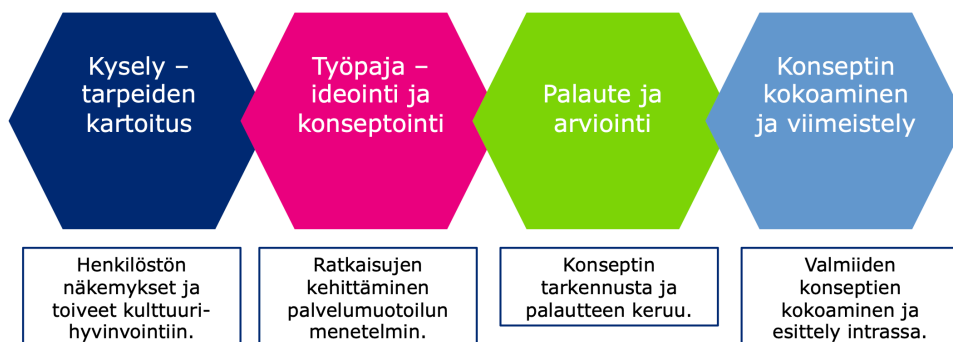 Kysely –
tarpeiden
kartoitus
Työpaja –
ideointi ja
konseptointi
Palaute ja
arviointi
Konseptin
kokoaminen
ja viimeistely
Henkilöstön
näkemykset ja
toiveet kulttuuri-
hyvinvointiin.
Ratkaisujen
kehittäminen
palvelumuotoilun
menetelmin.
Konseptin
tarkennusta ja
palautteen keruu.
Valmiiden
konseptien
kokoaminen ja
esittely intrassa.